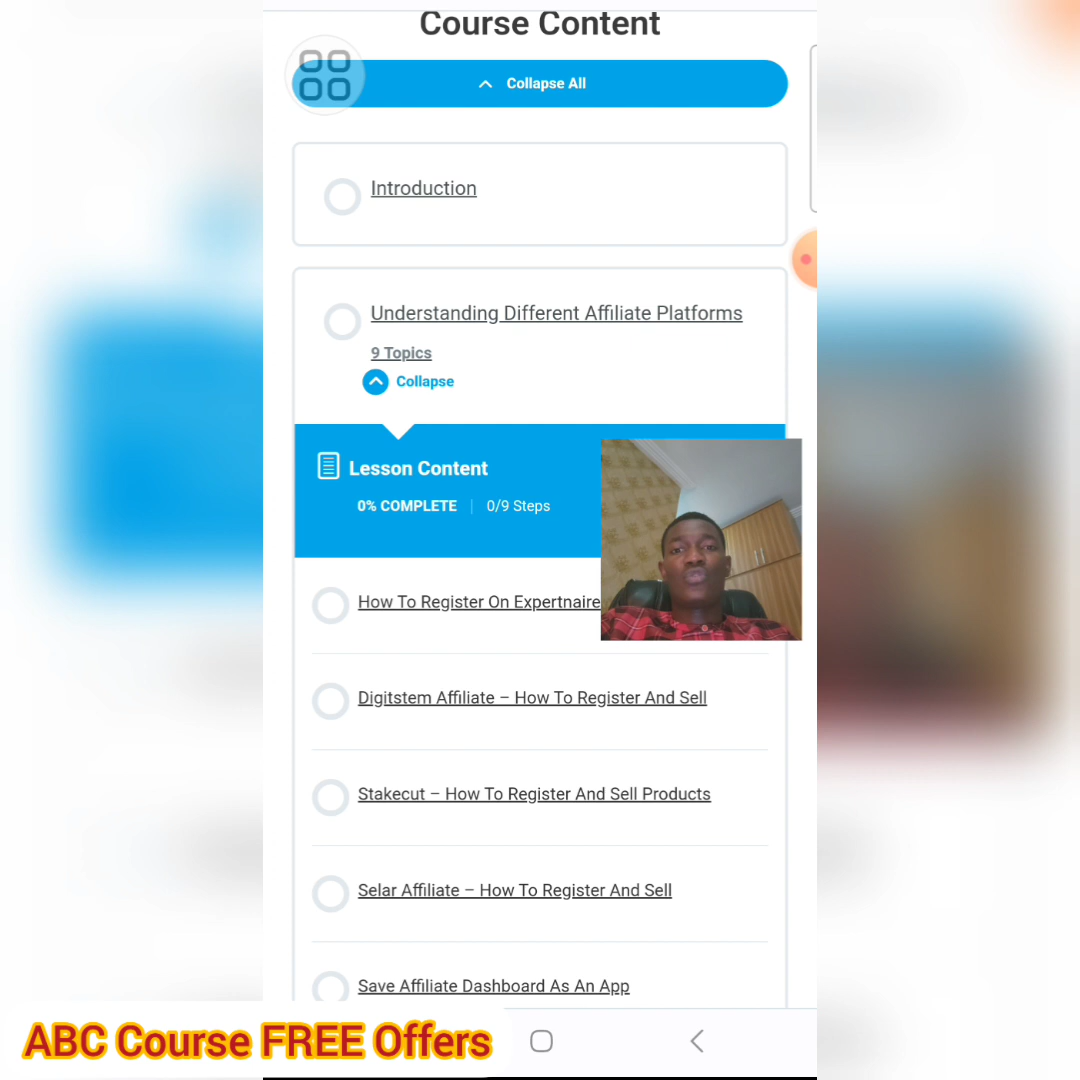 Course Content
Collapse All
Introduction
Understanding Different Affiliate Platforms
9 Topics
Collapse
Lesson Content
0% COMPLETE | 0/9 Steps
How To Register On Expertnaire
Digitstem Affiliate – How To Register And Sell
Stakecut – How To Register And Sell Products
Selar Affiliate – How To Register And Sell
Save Affiliate Dashboard As An App
ABC Course FREE Offers